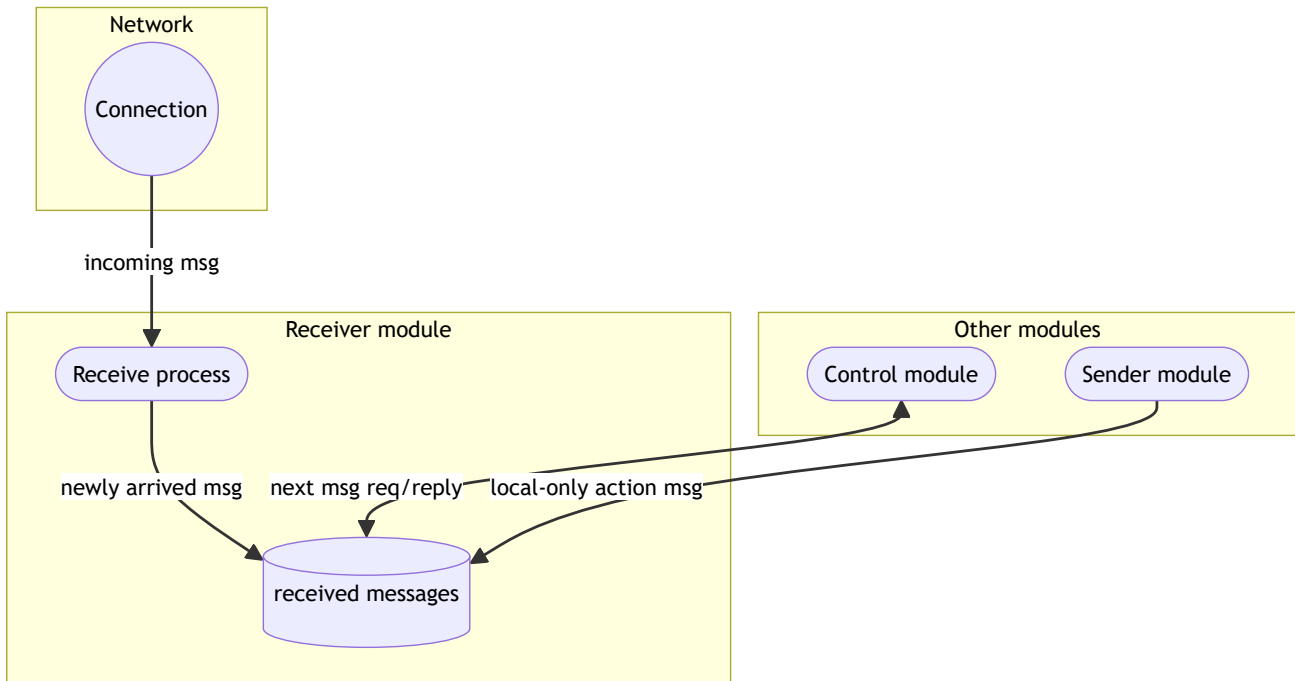 Network
Connection
incoming msg
Receiver module
Other modules
Receive process
Control module
Sender module
newly arrived msg
next msg req/reply
local-only action msg
received messages